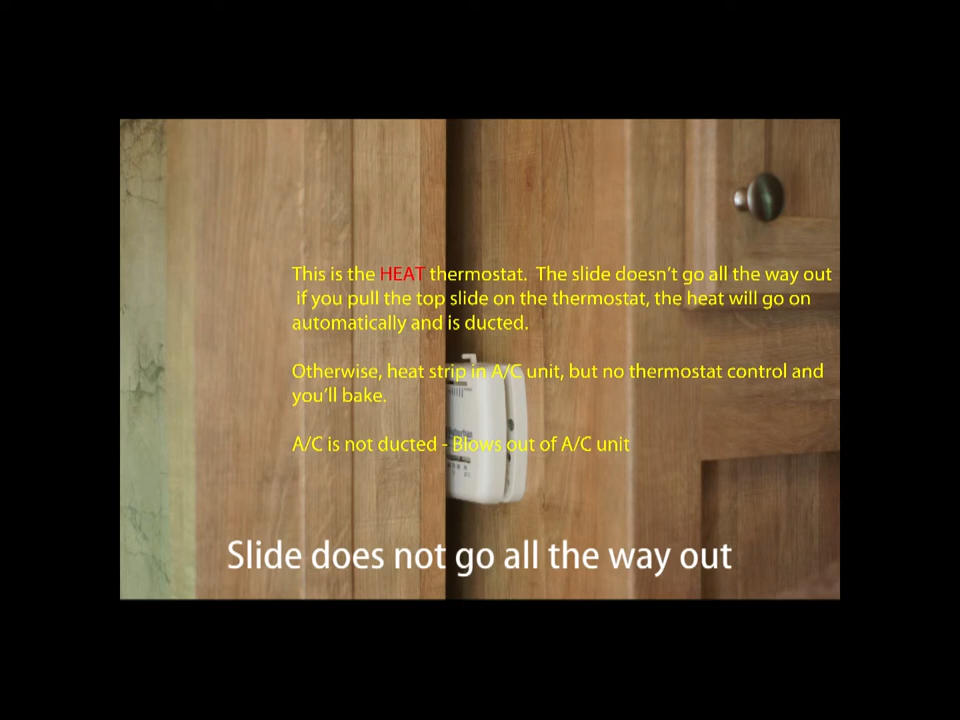 This is the HEAT thermostat. The slide doesn't go all the way out
if you pull the top slide on the thermostat, the heat will go on
automatically and is ducted.
Otherwise, heat strip in A/C unit, but no thermostat control and
you'll bake.
A/C is not ducted - Blows out of A/C unit
Slide does not go all the way out